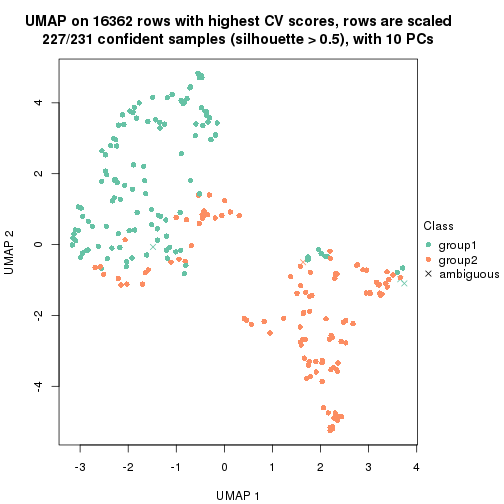 UMAP on 16362 rows with highest CV scores, rows are scaled
227/231 confident samples (silhouette > 0.5), with 10 PCs
4
2
0
-2
-4
UMAP 2
-3 -2 -1 0 1 2 3 4
UMAP 1
Class
group1
group2
ambiguous